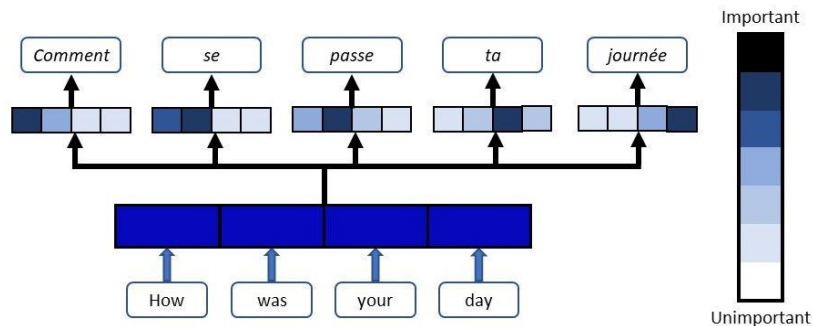 Important
Comment se passe ta journée
How was your day
Unimportant